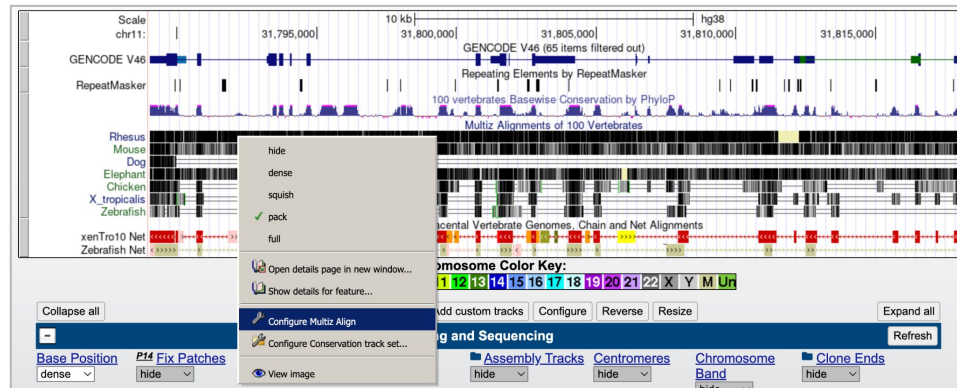 Scale
10 kb hg38
chr11: 31,795,000 31,800,000 31,805,000 31,810,000 31,815,000
GENCODE V46 (65 items filtered out)
GENCODE V46
Repeating Elements by RepeatMasker
RepeatMasker
100 vertebrates Basewise Conservation by PhyloP
Multiz Alignments of 100 Vertebrates
Rhesus
Mouse
Dog
Elephant
Chicken
X_tropicalis
Zebrafish
acental Vertebrate Genomes, Chain and Net Alignments
xenTro10 Net
Zebrafish Net
hide
dense
squish
✓ pack
full
Open details page in new window...
Show details for feature...
Configure Multiz Align
Configure Conservation track set...
View image
omosome Color Key:
11 12 13 14 15 16 17 18 19 20 21 22 X Y M Un
Collapse all Add custom tracks Configure Reverse Resize Expand all
- ng and Sequencing Refresh
Base Position P14 Fix Patches Assembly Tracks Centromeres Chromosome Band Clone Ends
dense hide hide hide hide